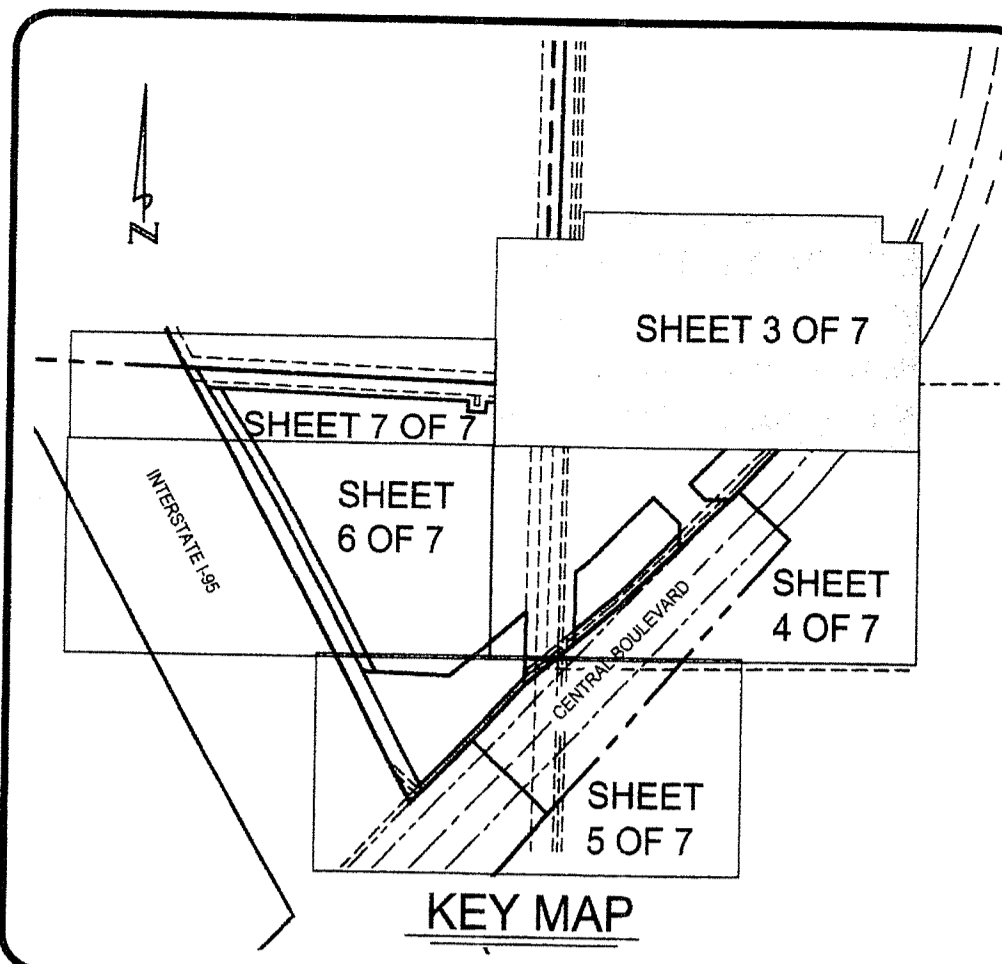 N
SHEET 3 OF 7
SHEET 7 OF 7
INTERSTATE I-95
SHEET
6 OF 7
SHEET
4 OF 7
CENTRAL BOULEVARD
SHEET
5 OF 7
KEY MAP